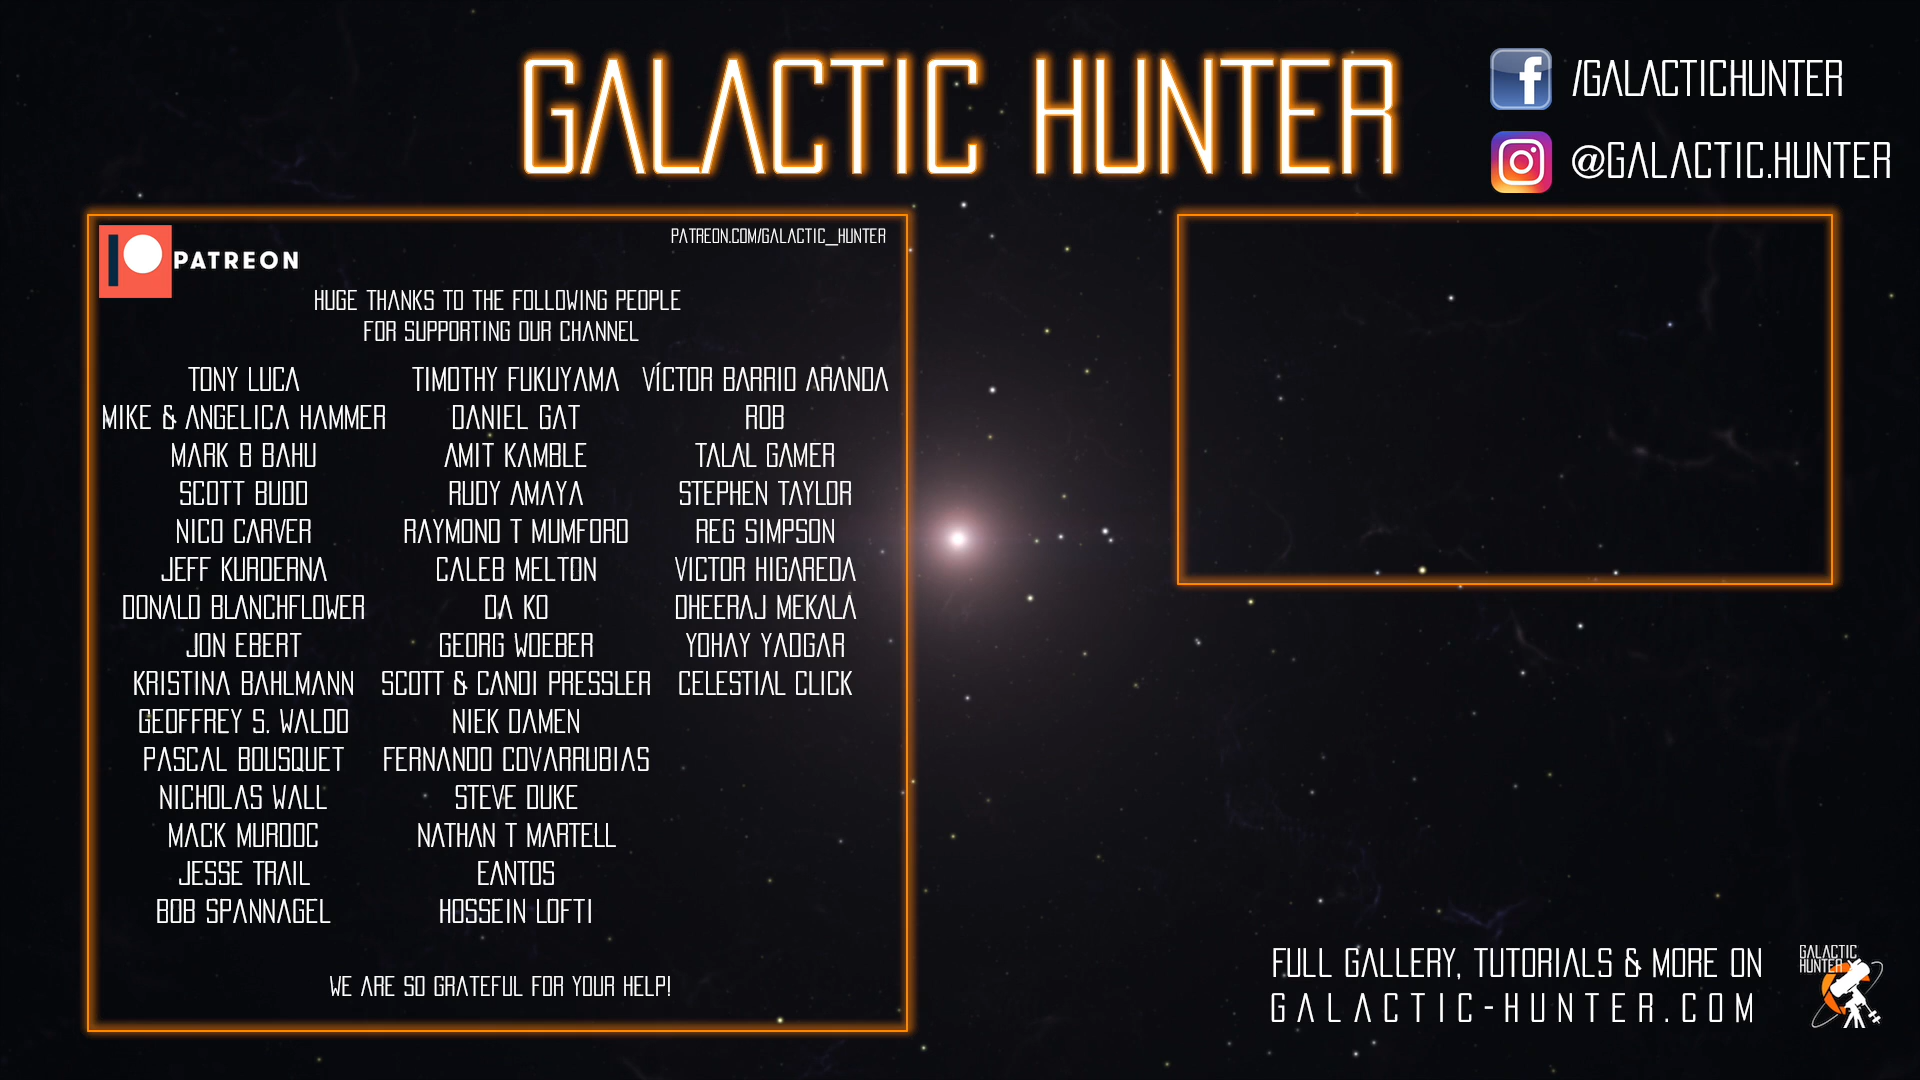 GALACTIC HUNTER
/GALACTICHUNTER
@GALACTIC.HUNTER
PATREON
PATREON.COM/GALACTIC_HUNTER
HUGE THANKS TO THE FOLLOWING PEOPLE
FOR SUPPORTING OUR CHANNEL
TONY LUCA
MIKE & ANGELICA HAMMER
MARK B BAHU
SCOTT BUDD
NICO CARVER
JEFF KURDERNA
DONALD BLANCHFLOWER
JON EBERT
KRISTINA BAHLMANN
GEOFFREY S. WALDO
PASCAL BOUSQUET
NICHOLAS WALL
MACK MURDOC
JESSE TRAIL
BOB SPANNAGEL
TIMOTHY FUKUYAMA
DANIEL GAT
AMIT KAMBLE
RUDY AMAYA
RAYMOND T MUMFORD
CALEB MELTON
DA KO
GEORG WOEBER
SCOTT & CANDI PRESSLER
NIEK DAMEN
FERNANDO COVARRUBIAS
STEVE DUKE
NATHAN T MARTELL
EANTOS
HOSSEIN LOFTI
VÍCTOR BARRIO ARANDA
ROB
TALAL GAMER
STEPHEN TAYLOR
REG SIMPSON
VICTOR HIGAREDA
DHEERAJ MEKALA
YOHAY YADGAR
CELESTIAL CLICK
WE ARE SO GRATEFUL FOR YOUR HELP!
FULL GALLERY, TUTORIALS & MORE ON
GALACTIC-HUNTER.COM
GALACTIC
HUNTER